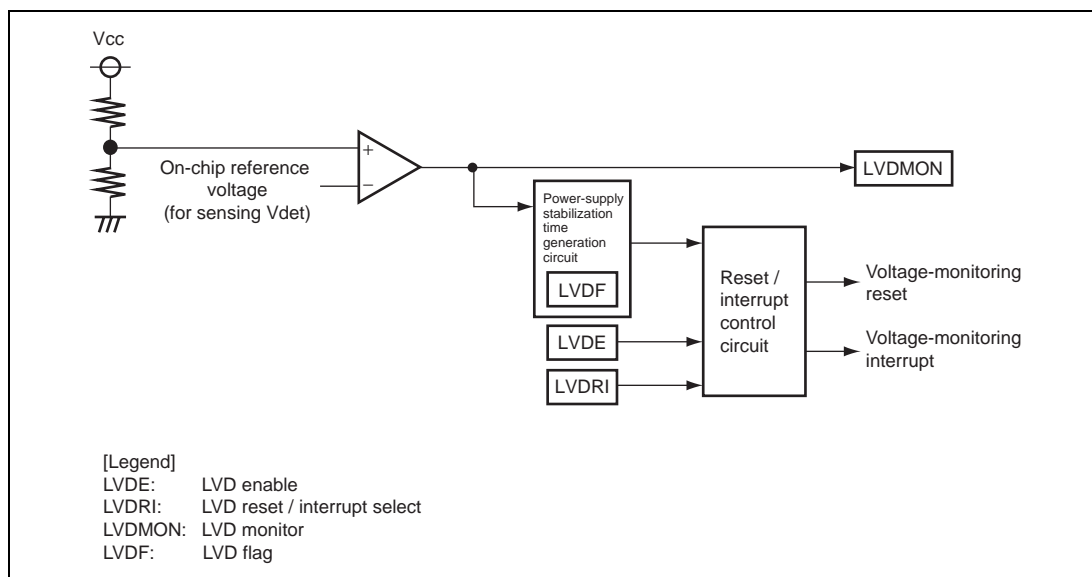 Vcc
+
On-chip reference
voltage
(for sensing Vdet)
−
LVDMON
Power-supply
stabilization
time
generation
circuit
LVDF
LVDE
LVDRI
Reset /
interrupt
control
circuit
Voltage-monitoring
reset
Voltage-monitoring
interrupt
[Legend]
LVDE: LVD enable
LVDRI: LVD reset / interrupt select
LVDMON: LVD monitor
LVDF: LVD flag